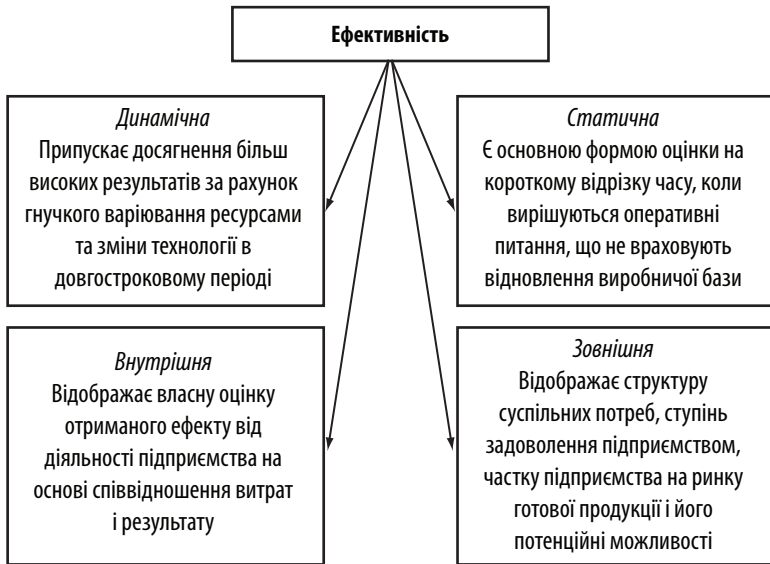 Ефективність
Динамічна
Припускає досягнення більш
високих результатів за рахунок
гнучкого варіювання ресурсами
та зміни технології в
довгостроковому періоді
Статична
Є основною формою оцінки на
короткому відрізку часу, коли
вирішуються оперативні
питання, що не враховують
відновлення виробничої бази
Внутрішня
Відображає власну оцінку
отриманого ефекту від
діяльності підприємства на
основі співвідношення витрат
і результату
Зовнішня
Відображає структуру
суспільних потреб, ступінь
задоволення підприємством,
частку підприємства на ринку
готової продукції і його
потенційні можливості